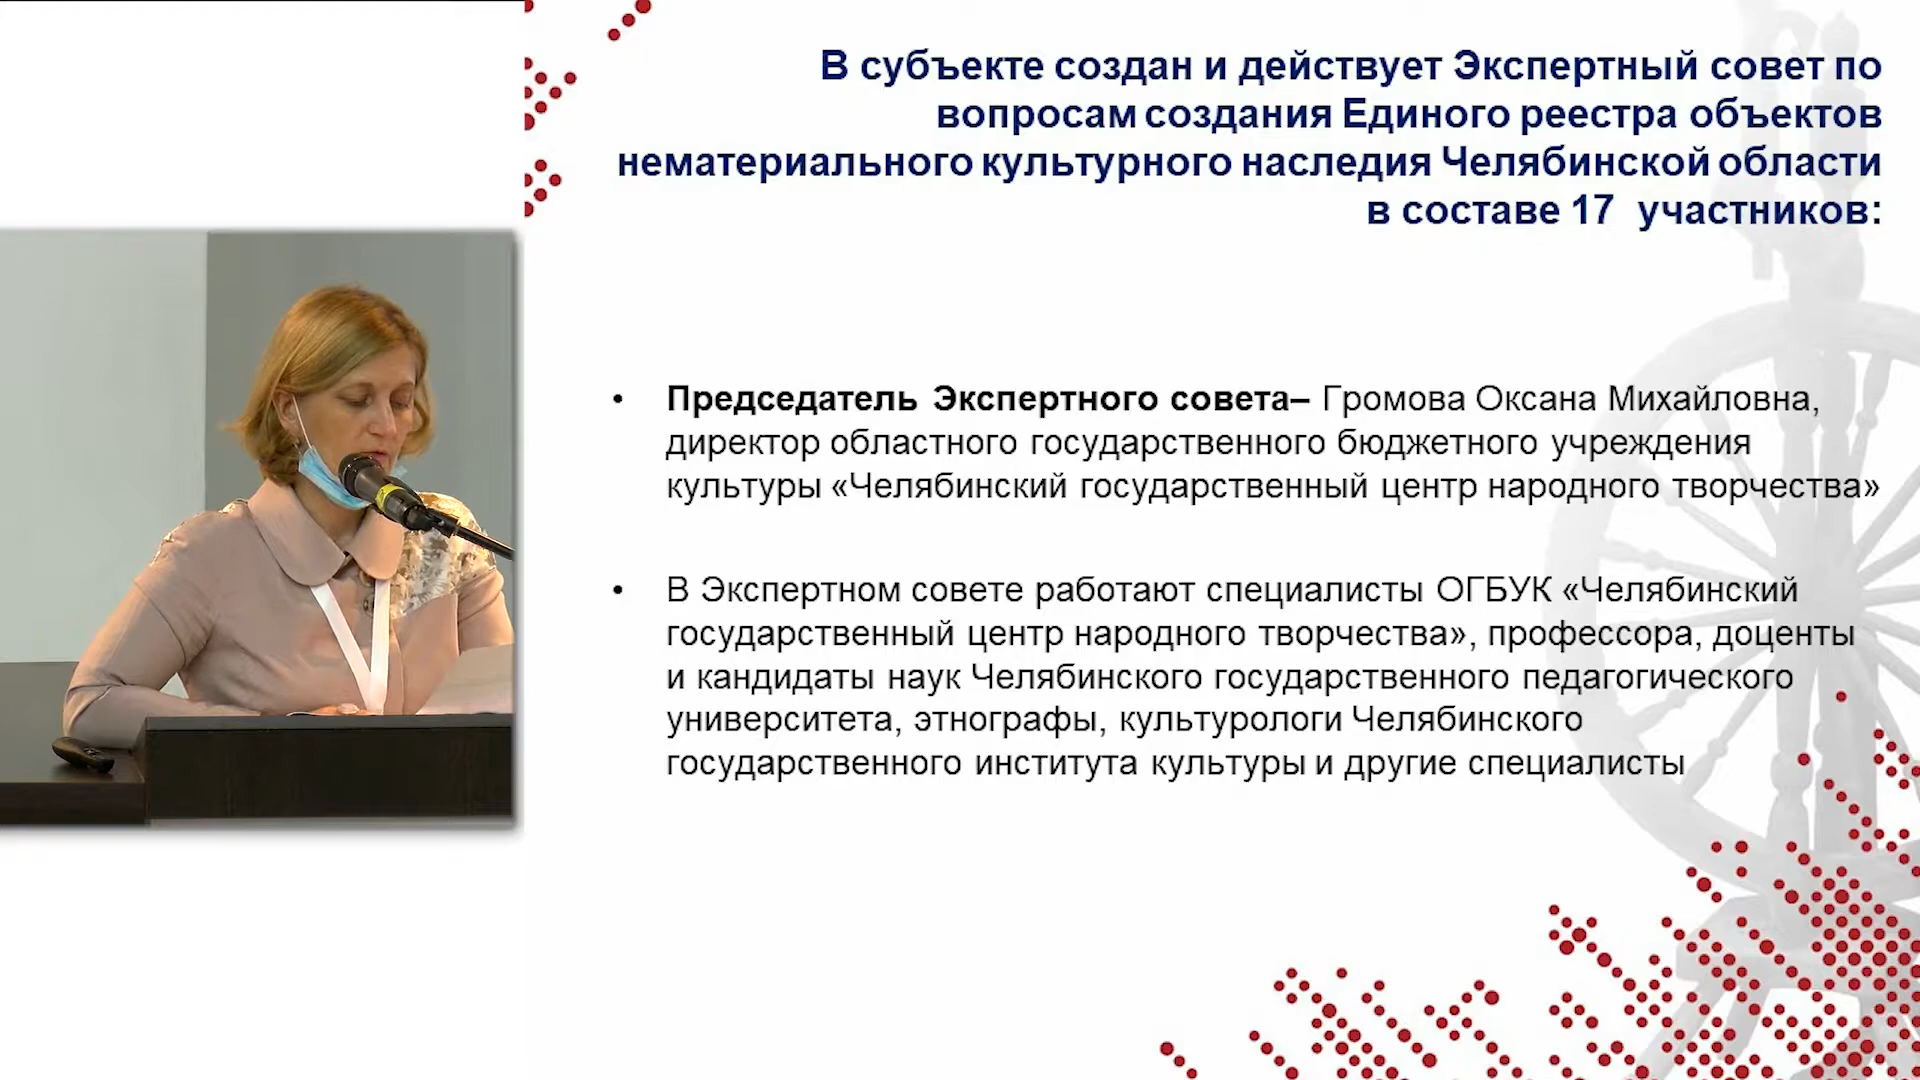 В субъекте создан и действует Экспертный совет по
вопросам создания Единого реестра объектов
нематериального культурного наследия Челябинской области
в составе 17 участников:
• Председатель Экспертного совета– Громова Оксана Михайловна,
директор областного государственного бюджетного учреждения
культуры «Челябинский государственный центр народного творчества»
• В Экспертном совете работают специалисты ОГБУК «Челябинский
государственный центр народного творчества», профессора, доценты
и кандидаты наук Челябинского государственного педагогического
университета, этнографы, культурологи Челябинского
государственного института культуры и другие специалисты